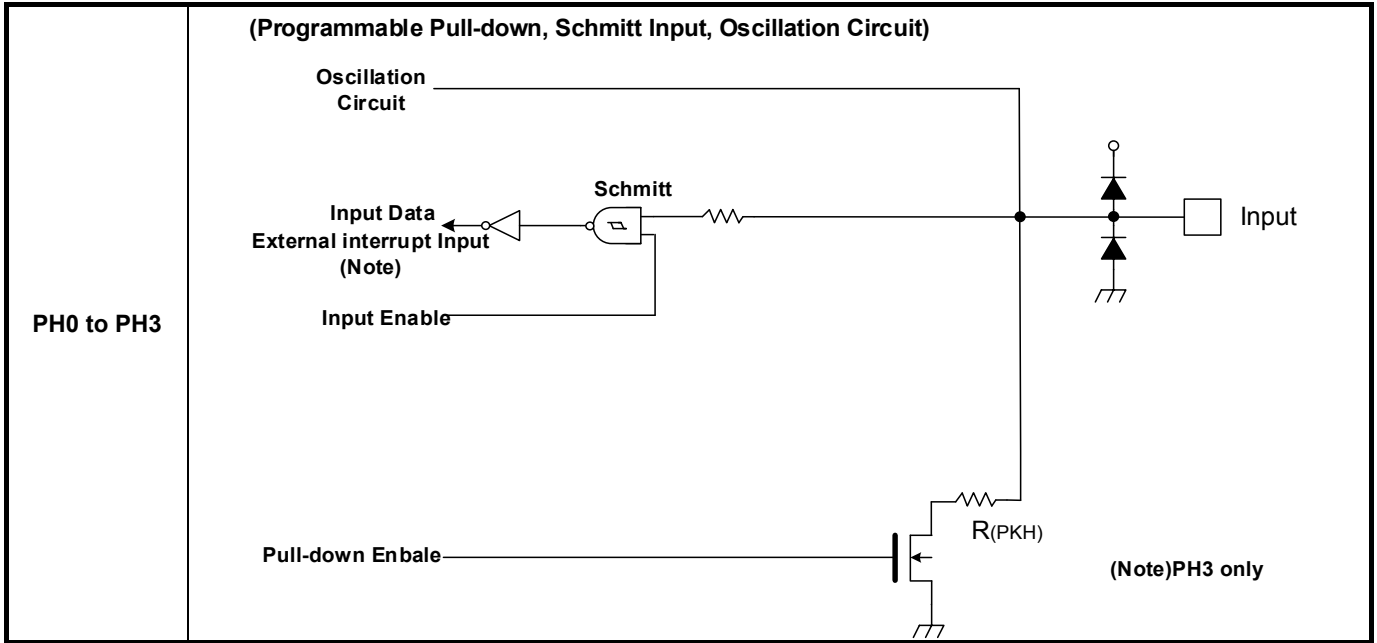 (Programmable Pull-down, Schmitt Input, Oscillation Circuit)
Oscillation
Circuit
Schmitt
Input Data
External interrupt Input
(Note)
Input
Input Enable
PH0 to PH3
R(PKH)
Pull-down Enbale
(Note)PH3 only